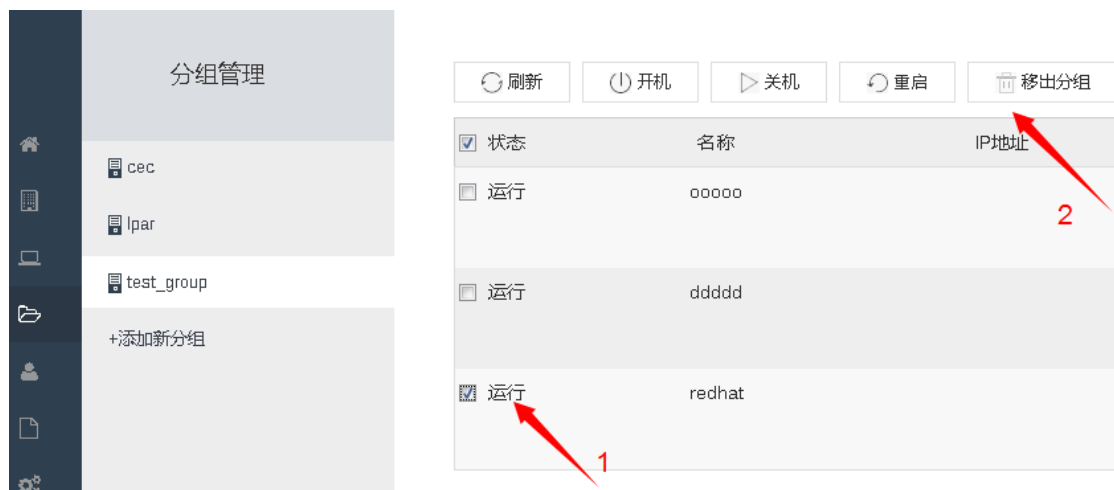 分组管理
cec
lpar
test_group
+添加新分组
刷新 开机 关机 重启 移出分组
状态 名称 IP地址
运行 ooooo
2
运行 ddddd
运行 redhat
1